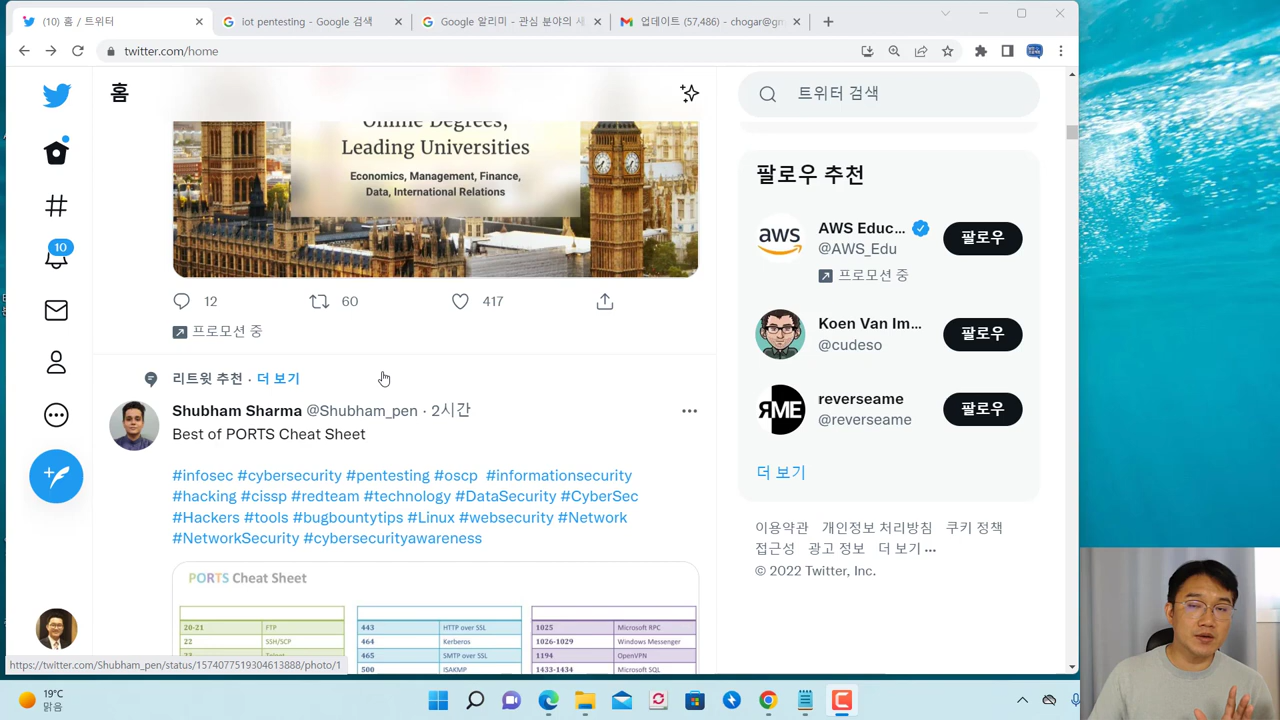 (10) 홈 / 트위터
iot pentesting - Google 검색
Google 알리미 - 관심 분야의 새
업데이트 (57,486) - chogar@gm
twitter.com/home
홈
트위터 검색
Online Degrees,
Leading Universities
Economics, Management, Finance,
Data, International Relations
12
60
417
프로모션 중
팔로우 추천
aws
AWS Educ...
@AWS_Edu
팔로우
프로모션 중
Koen Van Im...
@cudeso
팔로우
RME
reverseame
@reverseame
팔로우
더 보기
이용약관 개인정보 처리방침 쿠키 정책
접근성 광고 정보 더 보기 ...
© 2022 Twitter, Inc.
10
리트윗 추천 · 더 보기
Shubham Sharma @Shubham_pen · 2시간
Best of PORTS Cheat Sheet
#infosec #cybersecurity #pentesting #oscp #informationsecurity
#hacking #cissp #redteam #technology #DataSecurity #CyberSec
#Hackers #tools #bugbountytips #Linux #websecurity #Network
#NetworkSecurity #cybersecurityawareness
PORTS Cheat Sheet
20-21 FTP
22 SSH/SCP
443 HTTP over SSL
464 Kerberos
465 SMTP over SSL
500 ISAKMP
1025 Microsoft RPC
1026-1029 Windows Messenger
1194 OpenVPN
1433-1434 Microsoft SQL
https://twitter.com/Shubham_pen/status/1574077519304613888/photo/1
19°C
맑음